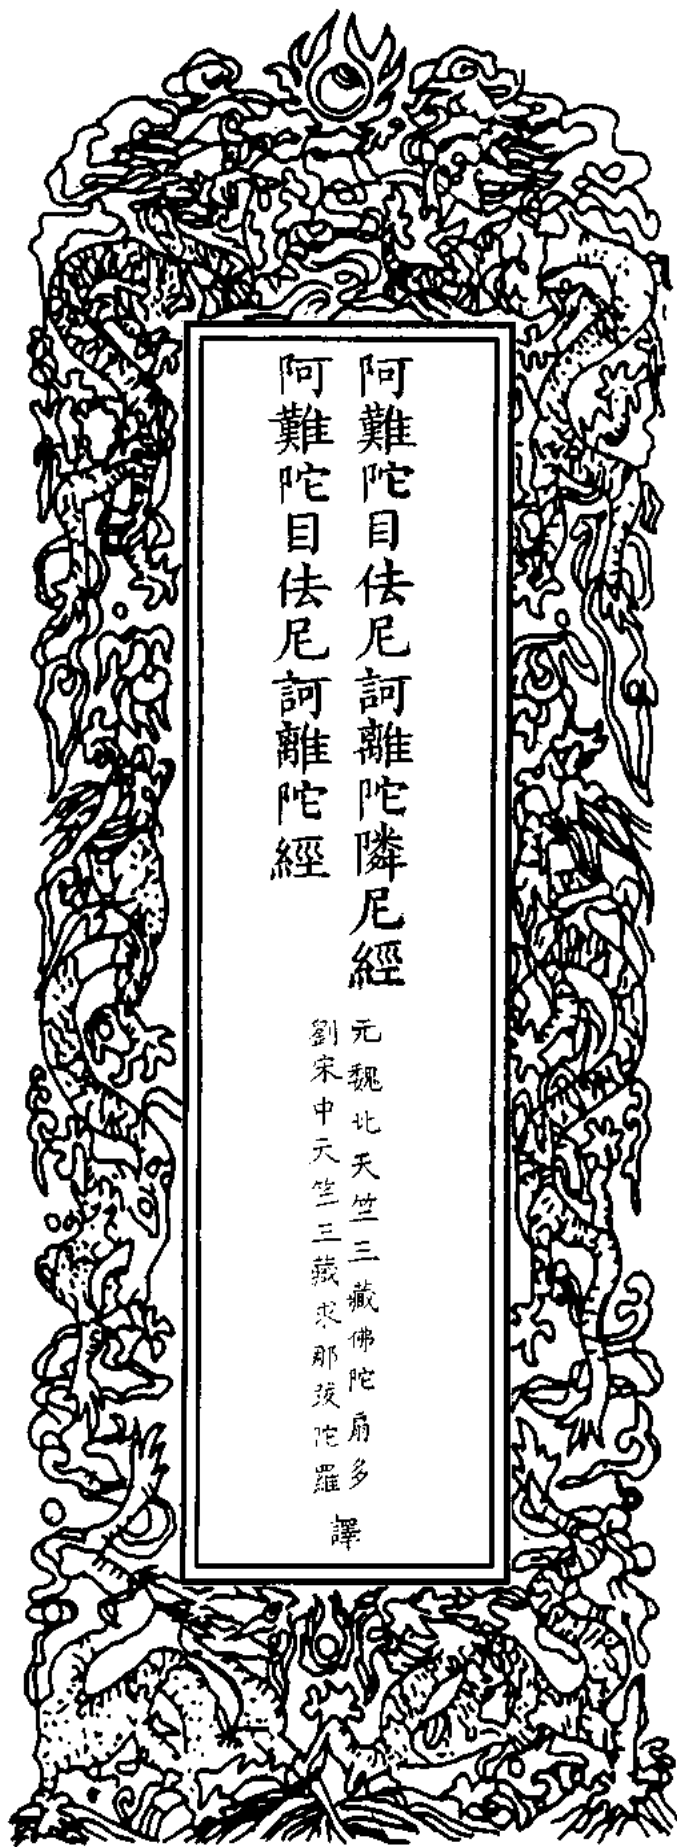 阿難陀目佉尼訶離陀隣尼經
阿難陀目佉尼訶離陀經
元魏北天竺三藏佛陀扇多
劉宋中天竺三藏求那跋陀羅
譯